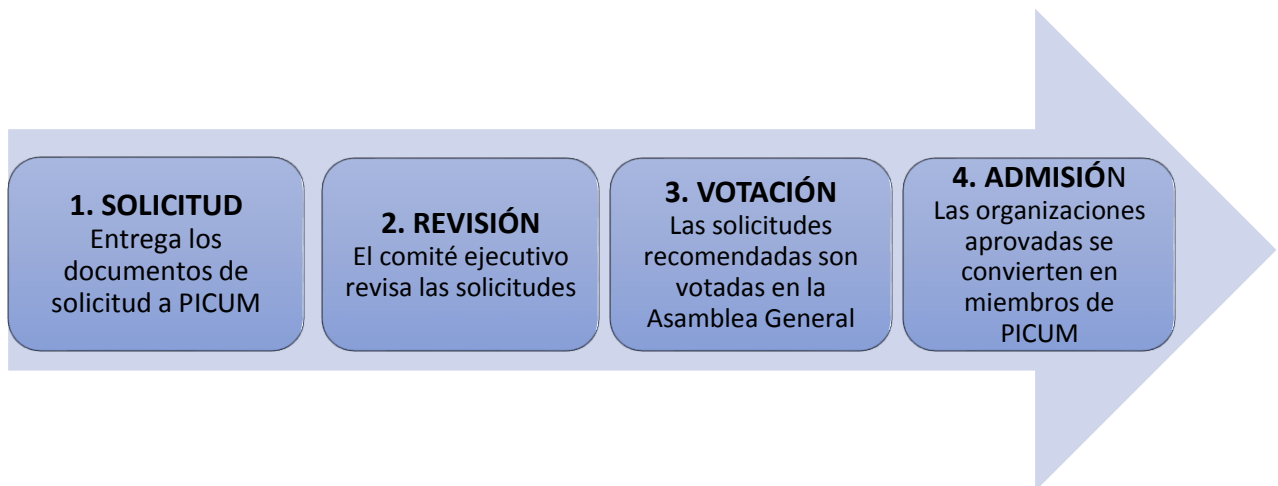 1. SOLICITUD
Entrega los
documentos de
solicitud a PICUM
2. REVISIÓN
El comité ejecutivo
revisa las solicitudes
3. VOTACIÓN
Las solicitudes
recomendadas son
votadas en la
Asamblea General
4. ADMISIÓN
Las organizaciones
aprovadas se
convierten en
miembros de
PICUM